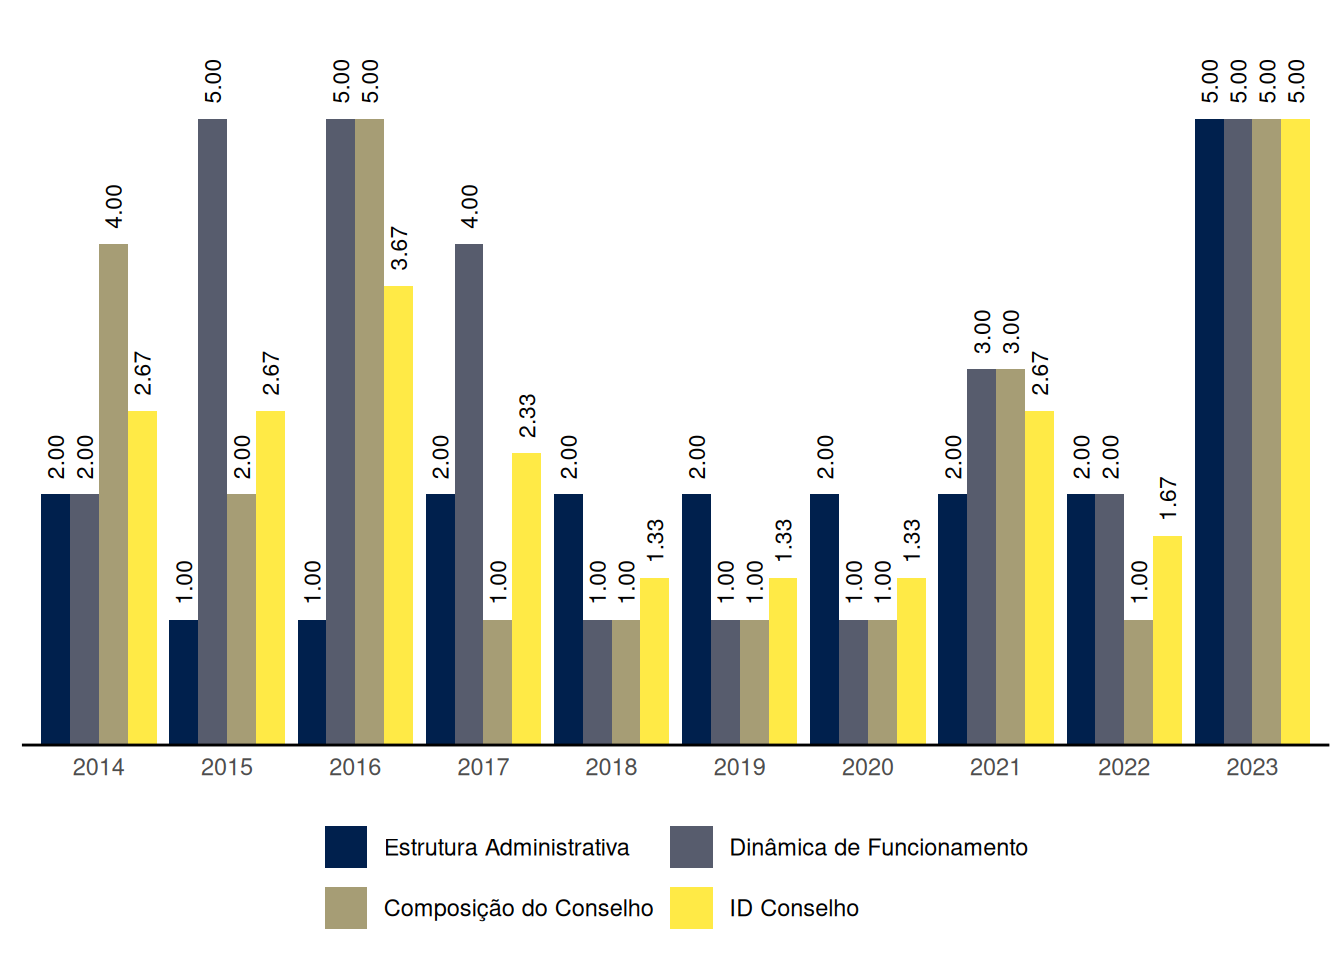 2.00 2.00 4.00 2.67 1.00 5.00 2.00 2.67 1.00 5.00 5.00 3.67 2.00 4.00 1.00 2.33 2.00 1.00 1.00 1.33 2.00 1.00 1.00 1.33 2.00 1.00 1.00 1.33 2.00 3.00 3.00 2.67 2.00 2.00 1.00 1.67 5.00 5.00 5.00 5.00
2014 2015 2016 2017 2018 2019 2020 2021 2022 2023
Estrutura Administrativa Dinâmica de Funcionamento
Composição do Conselho ID Conselho